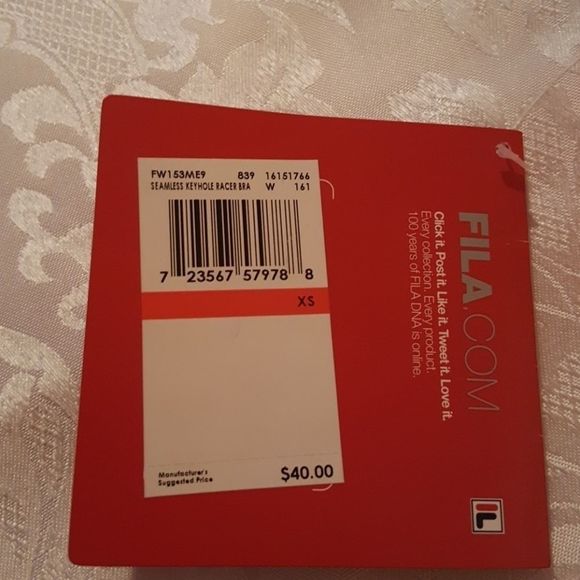 FW153ME9 839 16151766
SEAMLESS KEYHOLE RACER BRA W 161
7 23567 57978 8
XS
Manufacturer's
Suggested Price
$40.00
FILA.COM
Click it. Post it. Like it. Tweet it. Love it.
Every collection. Every product.
100 years of FILA DNA is online.